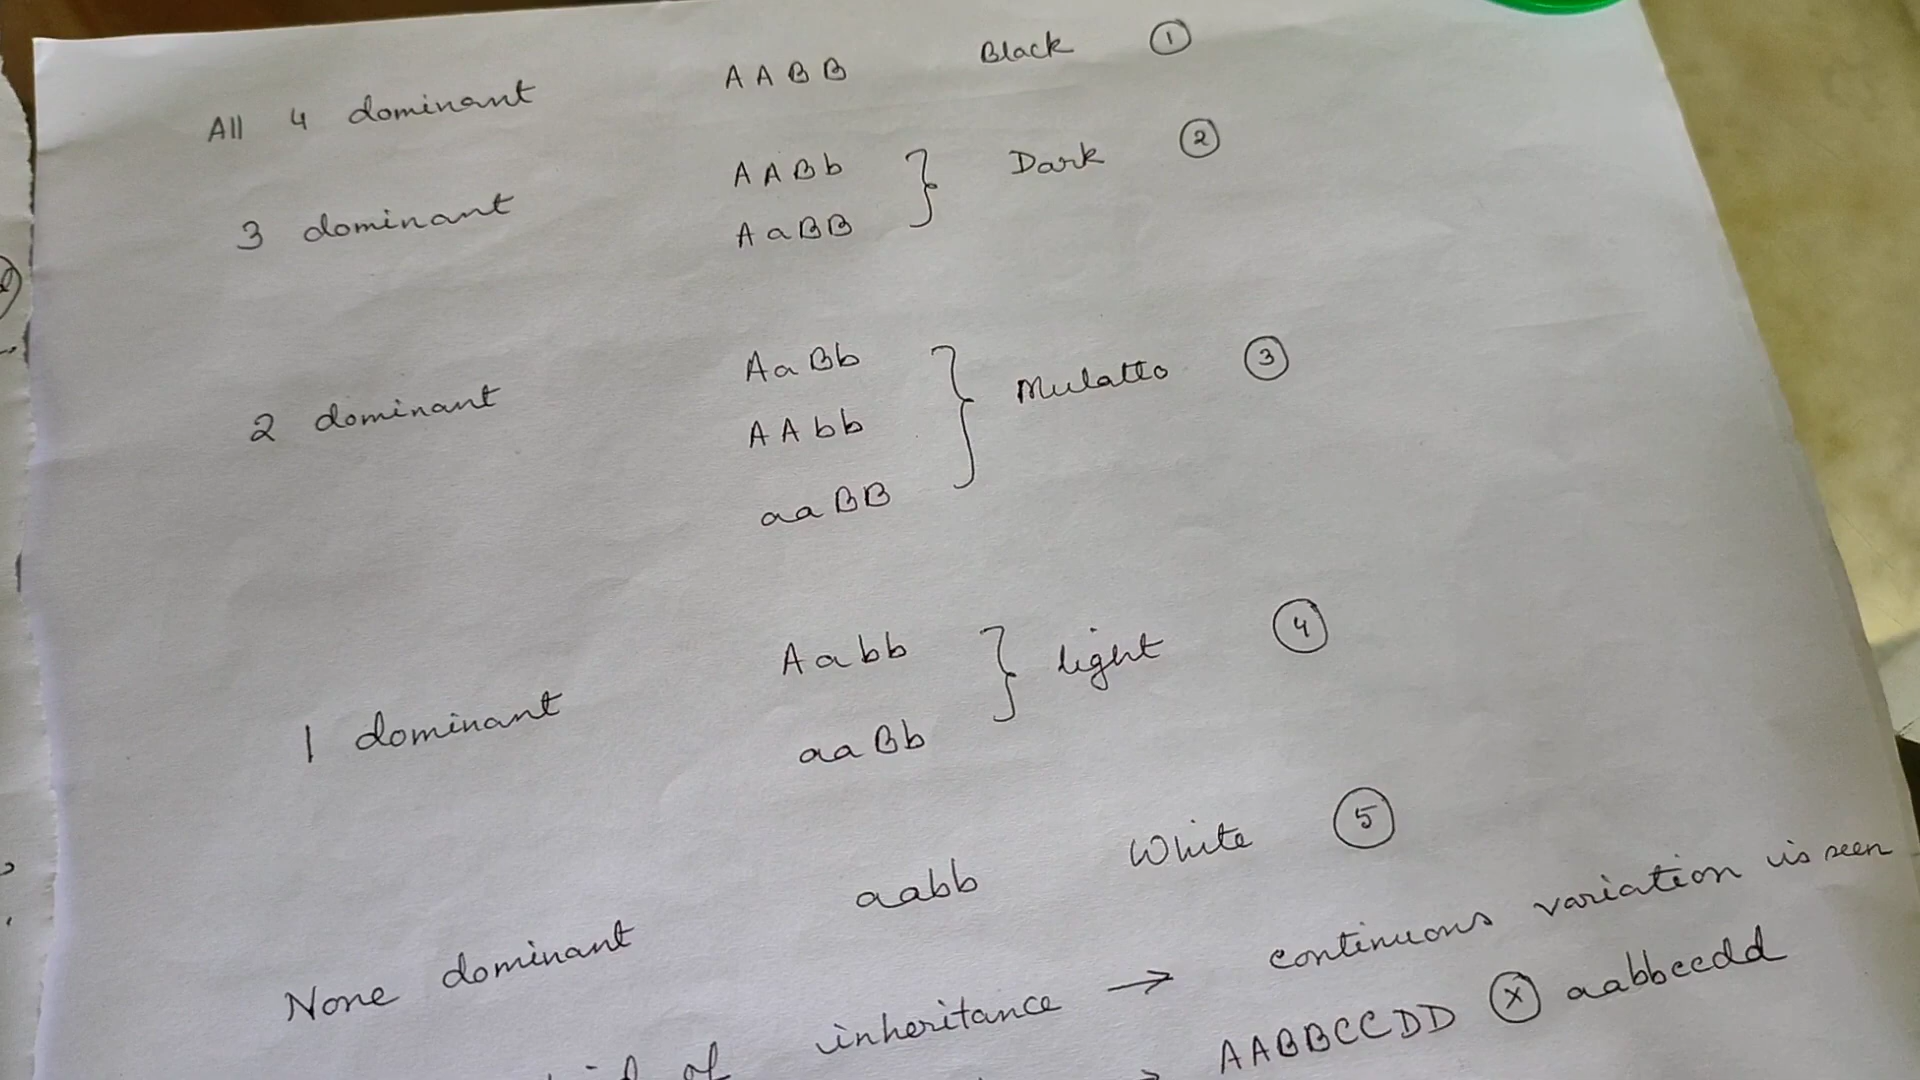 All 4 dominant AABB Black 1
3 dominant AABb } Dark 2
AaBB
2 dominant AaBb } Mulatto 3
AAbb
aaBB
1 dominant Aabb } light 4
aaBb
None dominant aabb White 5
of inheritance → continuous variation is seen
→ AABBCCDD X aabbccdd